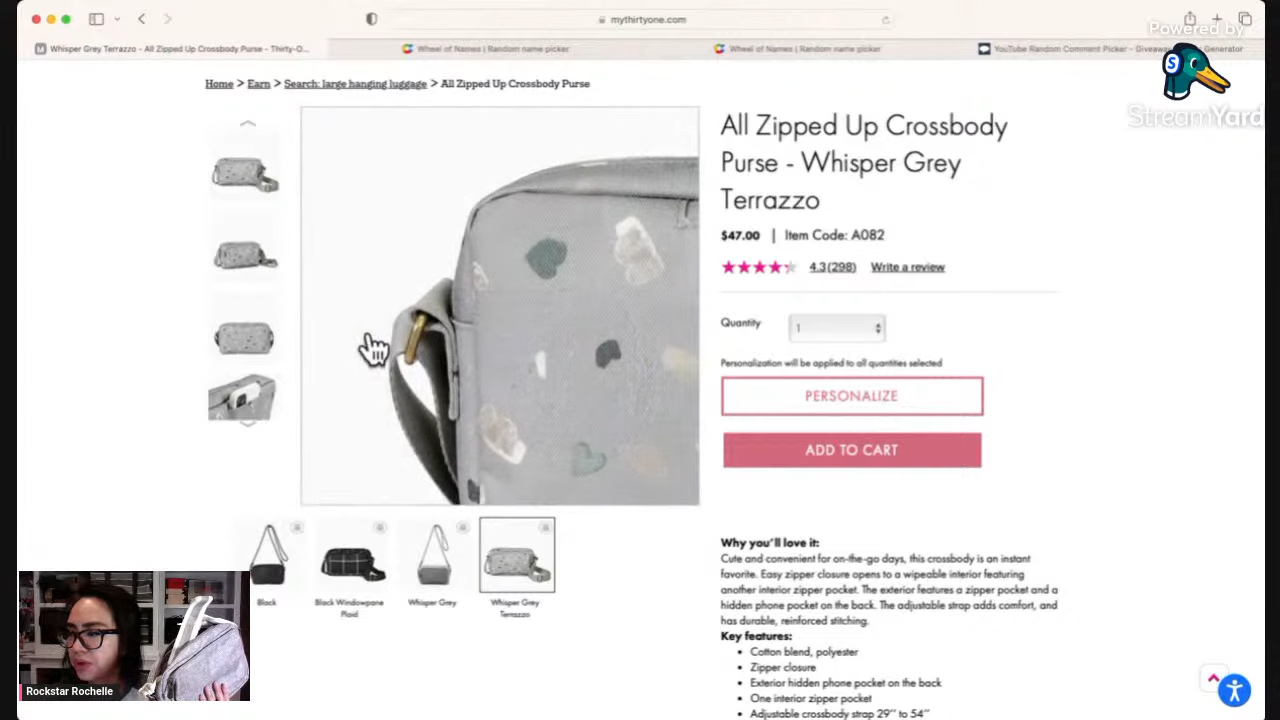 mythirtyone.com
Powered by
Whisper Grey Terrazzo - All Zipped Up Crossbody Purse - Thirty-O...
Wheel of Names | Random name picker
Wheel of Names | Random name picker
YouTube Random Comment Picker - Giveaway Generator
S
StreamYard
Home > Earn > Search: large hanging luggage > All Zipped Up Crossbody Purse
All Zipped Up Crossbody
Purse - Whisper Grey
Terrazzo
$47.00 | Item Code: A082
4.3 (298) Write a review
Quantity 1
Personalization will be applied to all quantities selected
PERSONALIZE
ADD TO CART
Black
Black Windowpane
Plaid
Whisper Grey
Whisper Grey
Terrazzo
Why you'll love it:
Cute and convenient for on-the-go days, this crossbody is an instant
favorite. Easy zipper closure opens to a wipeable interior featuring
another interior zipper pocket. The exterior features a zipper pocket and a
hidden phone pocket on the back. The adjustable strap adds comfort, and
has durable, reinforced stitching.
Key features:
• Cotton blend, polyester
• Zipper closure
• Exterior hidden phone pocket on the back
• One interior zipper pocket
• Adjustable crossbody strap 29" to 54"
Rockstar Rochelle